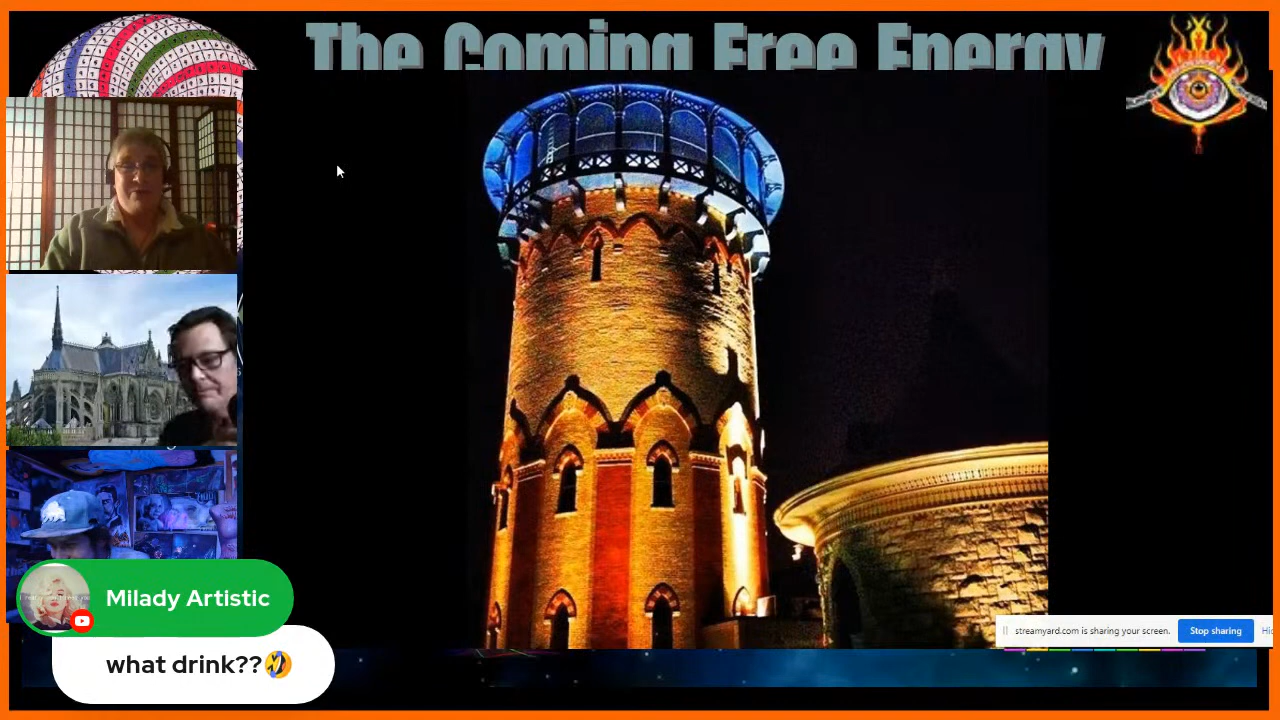 The Coming Free Energy
Milady Artistic
what drink??🤣
streamyard.com is sharing your screen.
Stop sharing